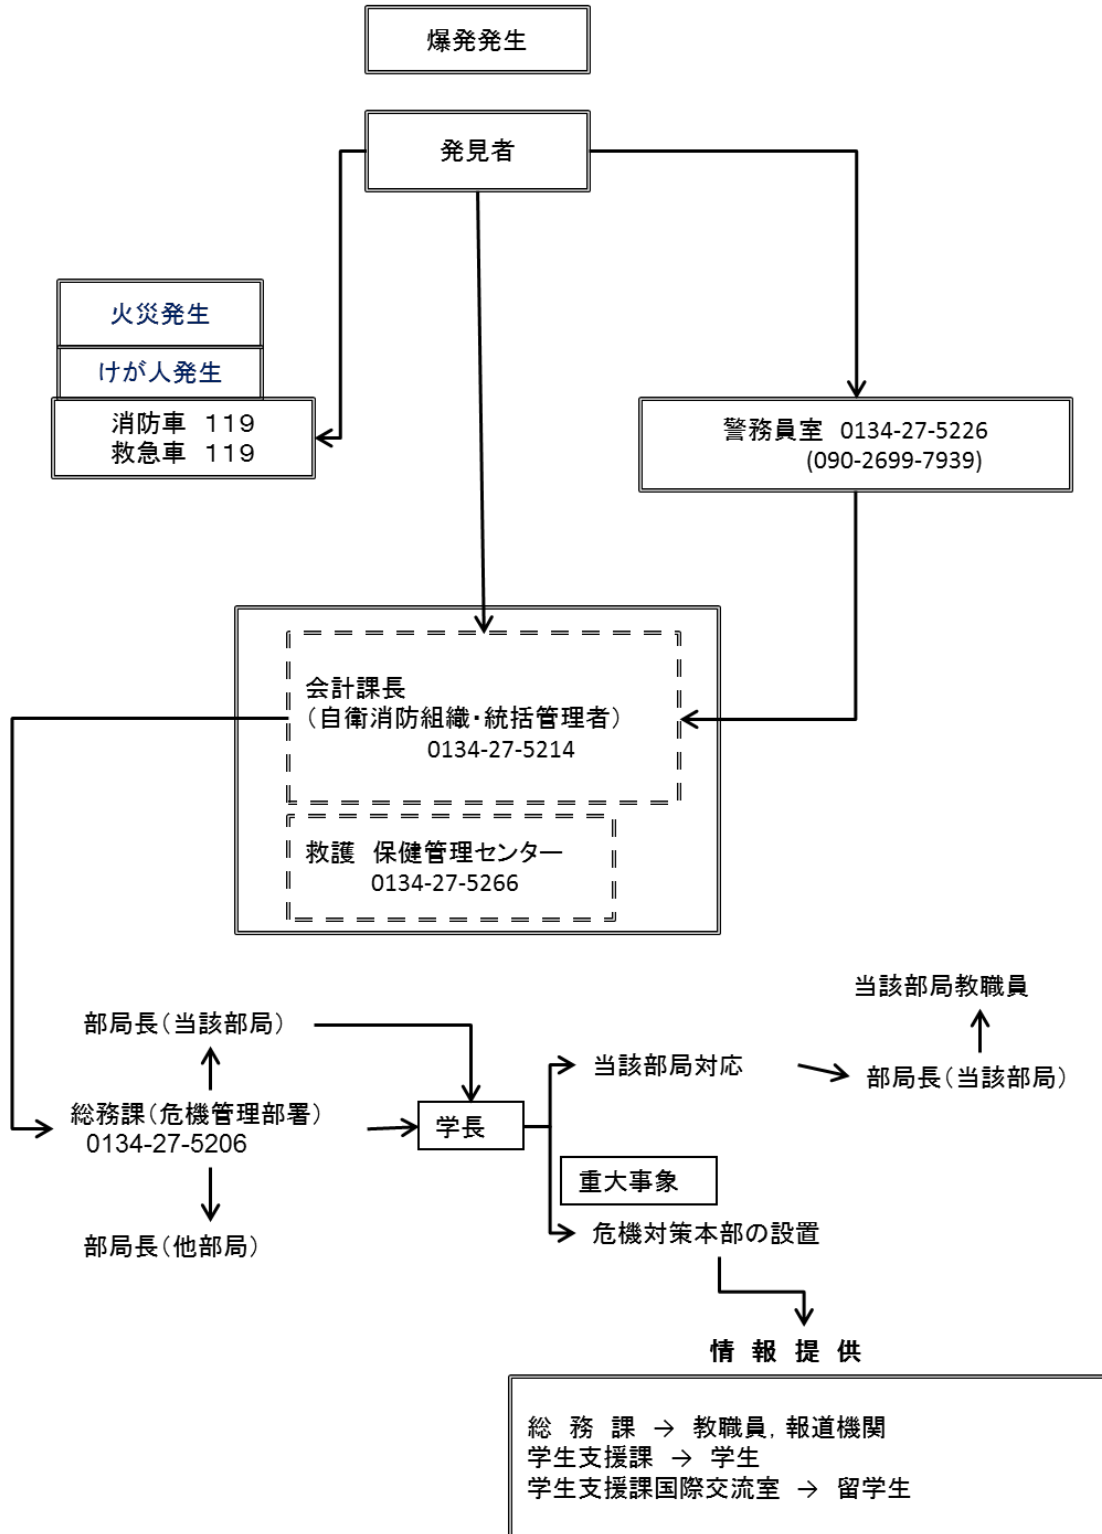 爆発発生
発見者
火災発生
けが人発生
消防車 119
救急車 119
警務員室 0134-27-5226
(090-2699-7939)
会計課長
（自衛消防組織・統括管理者）
0134-27-5214
救護 保健管理センター
0134-27-5266
当該部局教職員
部局長（当該部局）
当該部局対応
部局長（当該部局）
総務課（危機管理部署）
0134-27-5206
学長
重大事象
部局長（他部局）
危機対策本部の設置
情 報 提 供
総 務 課 → 教職員，報道機関
学生支援課 → 学生
学生支援課国際交流室 → 留学生